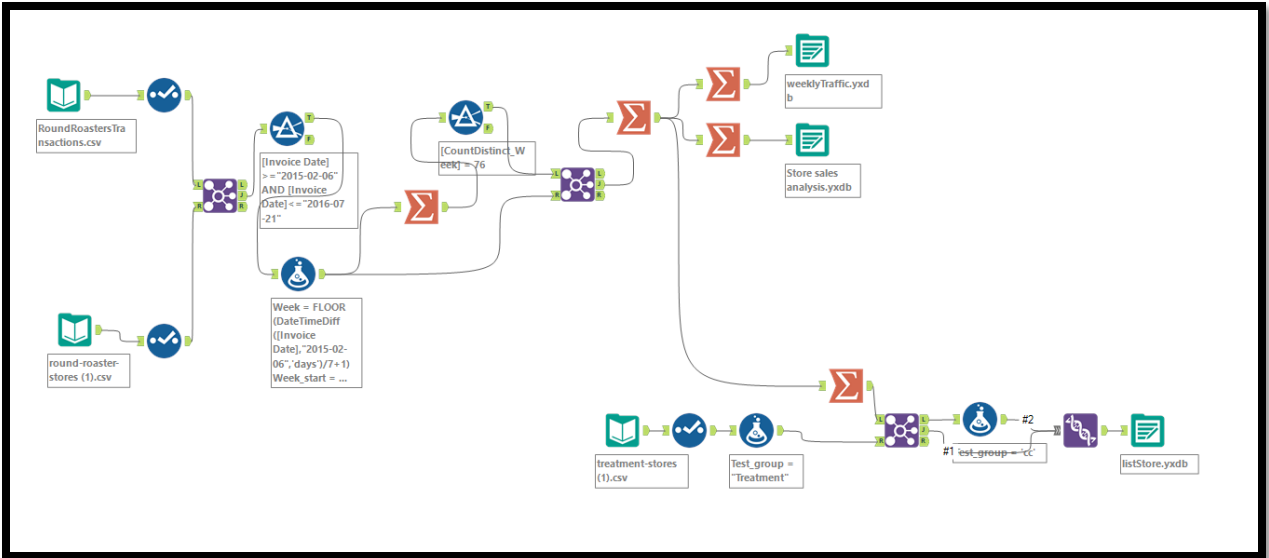 RoundRoastersTra
nsactions.csv
round-roaster-
stores (1).csv
L
R
L
J
R
T
F
[Invoice Date]
>="2015-02-06"
AND [Invoice
Date]<="2016-07
-21"
Week = FLOOR
(DateTimeDiff
([Invoice
Date],"2015-02-
06",'days')/7+1)
Week_start = ...
T
F
[CountDistinct_W
eek] = 76
L
R
L
J
R
weeklyTraffic.yxd
b
Store sales
analysis.yxdb
treatment-stores
(1).csv
Test_group =
"Treatment"
L
R
L
J
R
#2
#1
est_group = 'cc'
listStore.yxdb